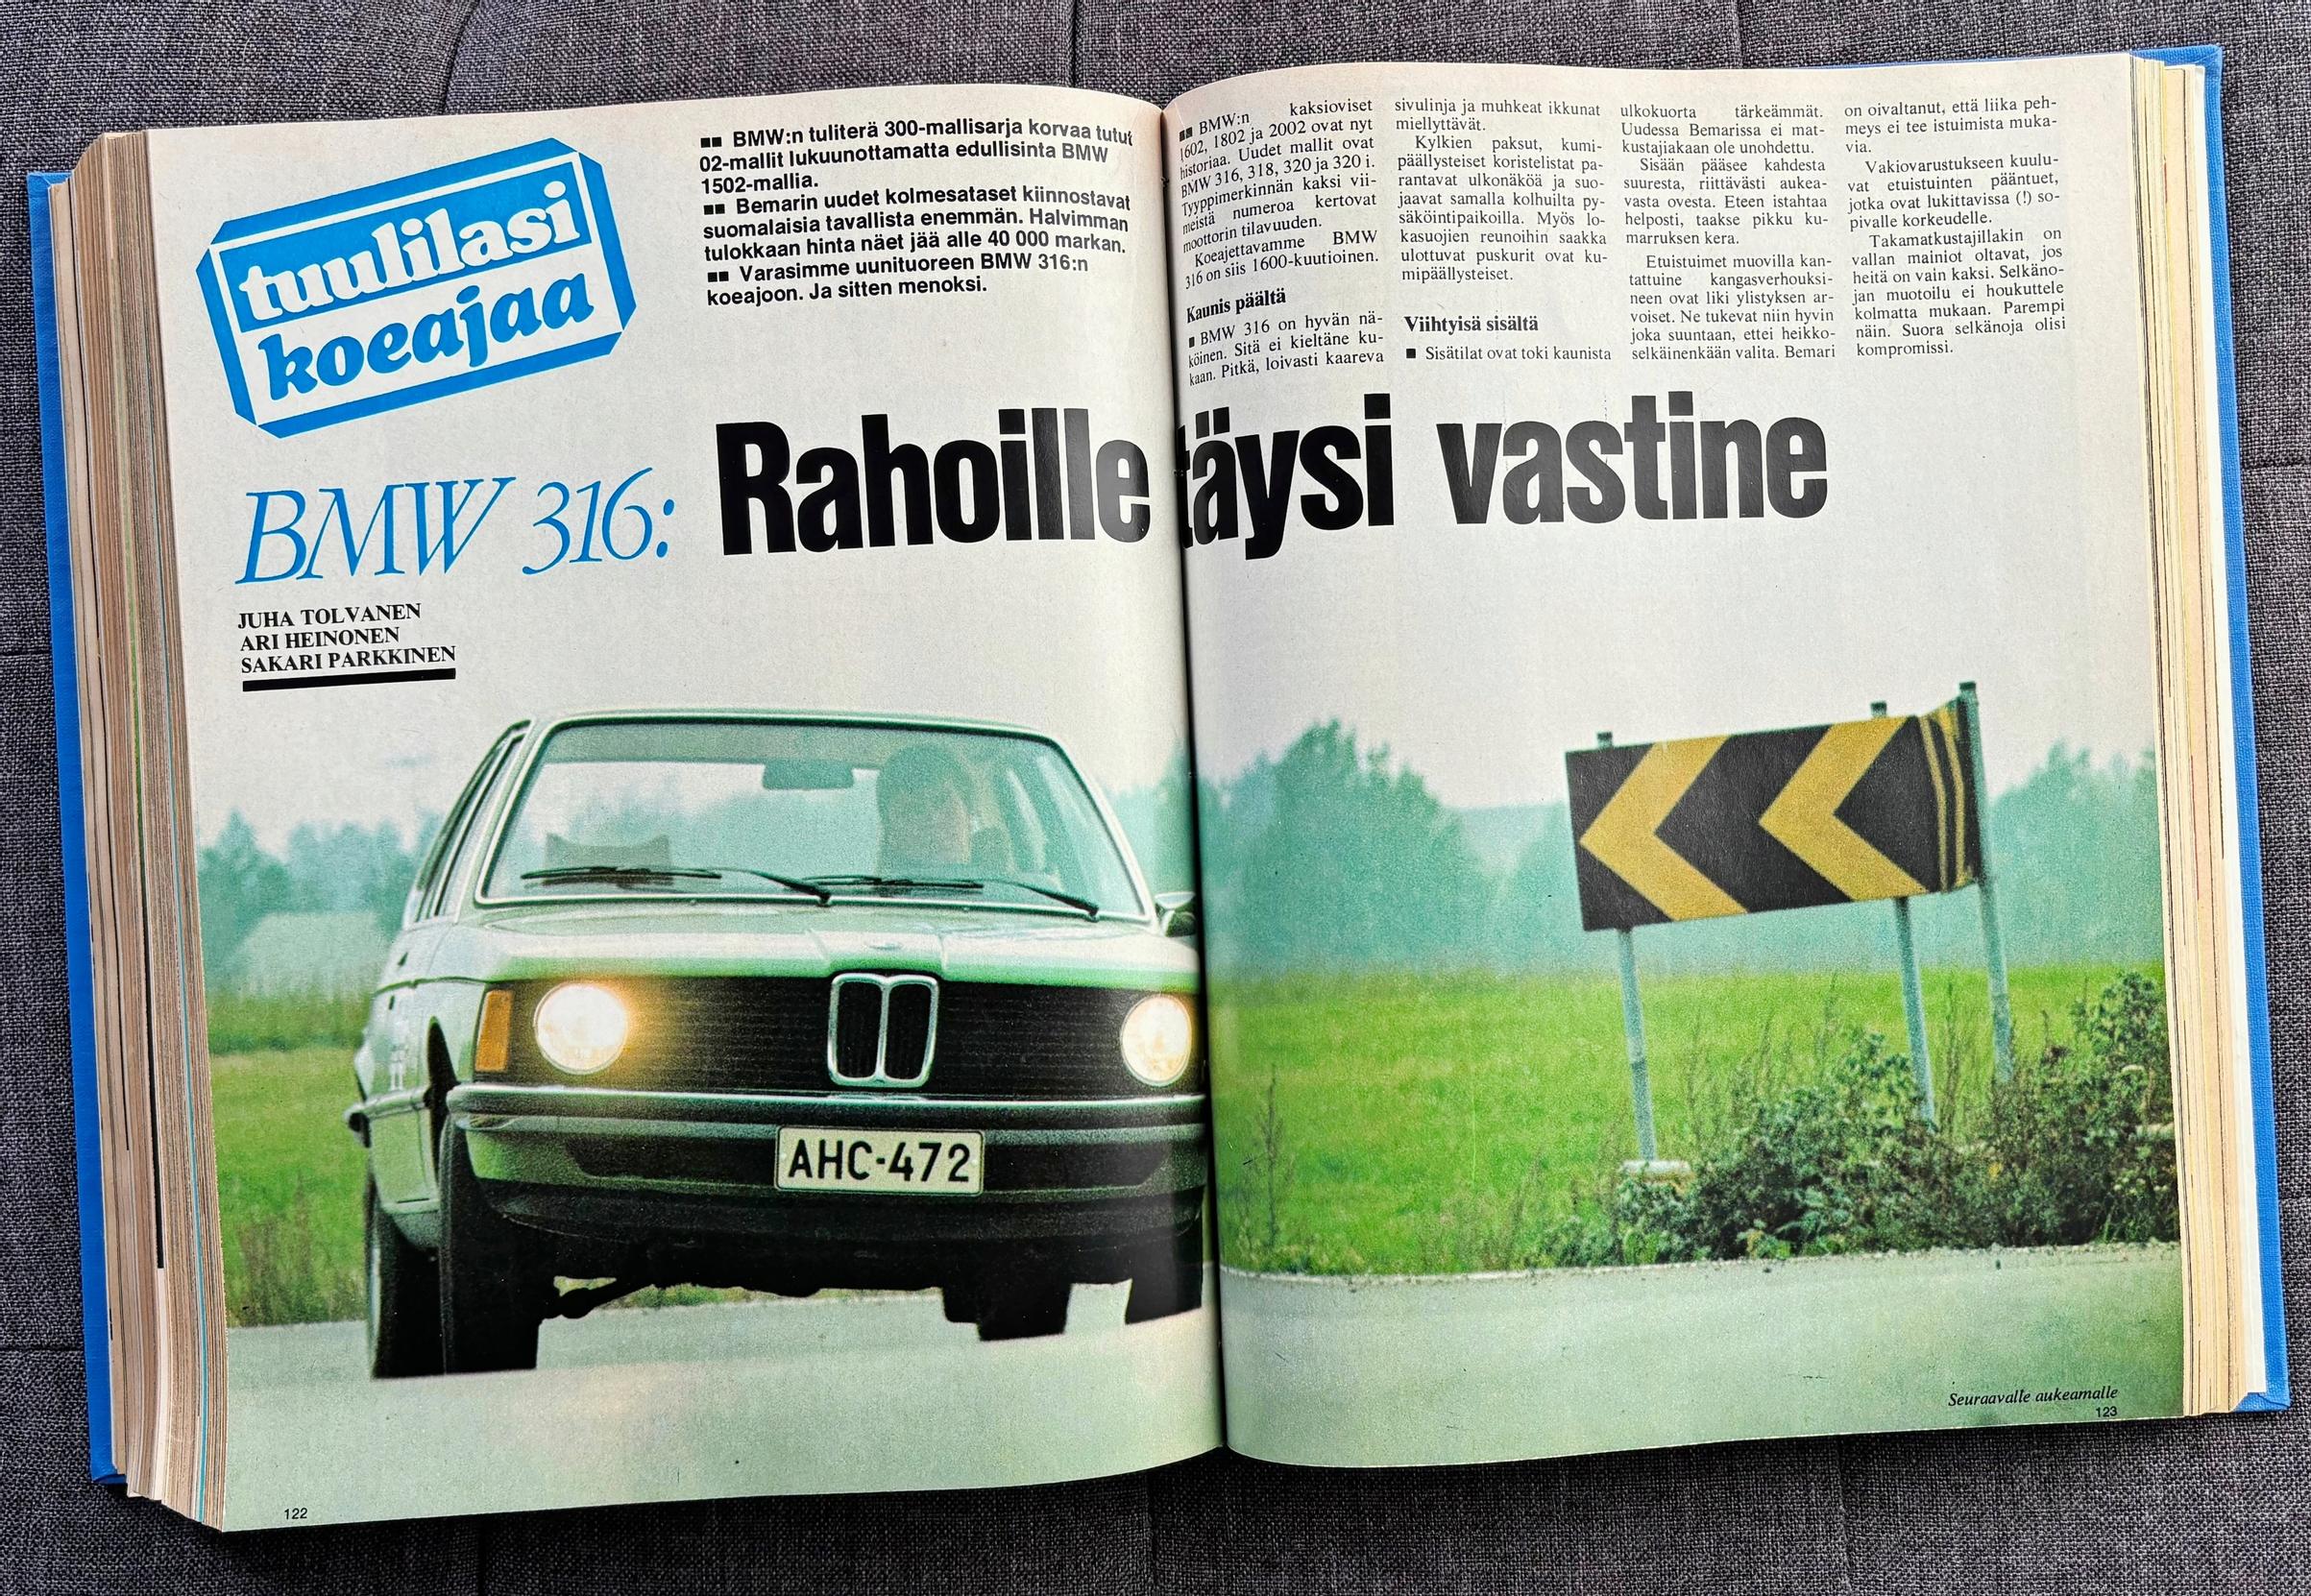 tuulilasi
koeajaa
■■ BMW:n tuliterä 300-mallisarja korvaa tutut
02-mallit lukuunottamatta edullisinta BMW
1502-mallia.
■■ Bemarin uudet kolmesataset kiinnostavat
suomalaisia tavallista enemmän. Halvimman
tulokkaan hinta näet jää alle 40 000 markan.
■■ Varasimme uunituoreen BMW 316:n
koeajoon. Ja sitten menoksi.
BMW 316: Rahoille täysi vastine
JUHA TOLVANEN
ARI HEINONEN
SAKARI PARKKINEN
■■ BMW:n kaksioviset
1602, 1802 ja 2002 ovat nyt
historiaa. Uudet mallit ovat
BMW 316, 318, 320 ja 320 i.
Tyyppimerkinnän kaksi vii-
meistä numeroa kertovat
moottorin tilavuuden.
Koeajettavamme BMW
316 on siis 1600-kuutioinen.
Kaunis päältä
■ BMW 316 on hyvän nä-
köinen. Sitä ei kieltäne ku-
kaan. Pitkä, loivasti kaareva
sivulinja ja muhkeat ikkunat
miellyttävät.
Kylkien paksut, kumi-
päällysteiset koristelistat pa-
rantavat ulkonäköä ja suo-
jaavat samalla kolhuilta py-
säköintipaikoilla. Myös lo-
kasuojien reunoihin saakka
ulottuvat puskurit ovat ku-
mipäällysteiset.
Viihtyisä sisältä
■ Sisätilat ovat toki kaunista
ulkokuorta tärkeämmät.
Uudessa Bemarissa ei mat-
kustajiakaan ole unohdettu.
Sisään pääsee kahdesta
suuresta, riittävästi aukea-
vasta ovesta. Eteen istahtaa
helposti, taakse pikku ku-
marruksen kera.
Etuistuimet muovilla kan-
tattuine kangasverhouksi-
neen ovat liki ylistyksen ar-
voiset. Ne tukevat niin hyvin
joka suuntaan, ettei heikko-
selkäinenkään valita. Bemari
on oivaltanut, että liika peh-
meys ei tee istuimista muka-
via.
Vakiovarustukseen kuulu-
vat etuistuinten pääntuet,
jotka ovat lukittavissa (!) so-
pivalle korkeudelle.
Takamatkustajillakin on
vallan mainiot oltavat, jos
heitä on vain kaksi. Selkäno-
jan muotoilu ei houkuttele
kolmatta mukaan. Parempi
näin. Suora selkänoja olisi
kompromissi.
AHC-472
Seuraavalle aukeamalle
123
122